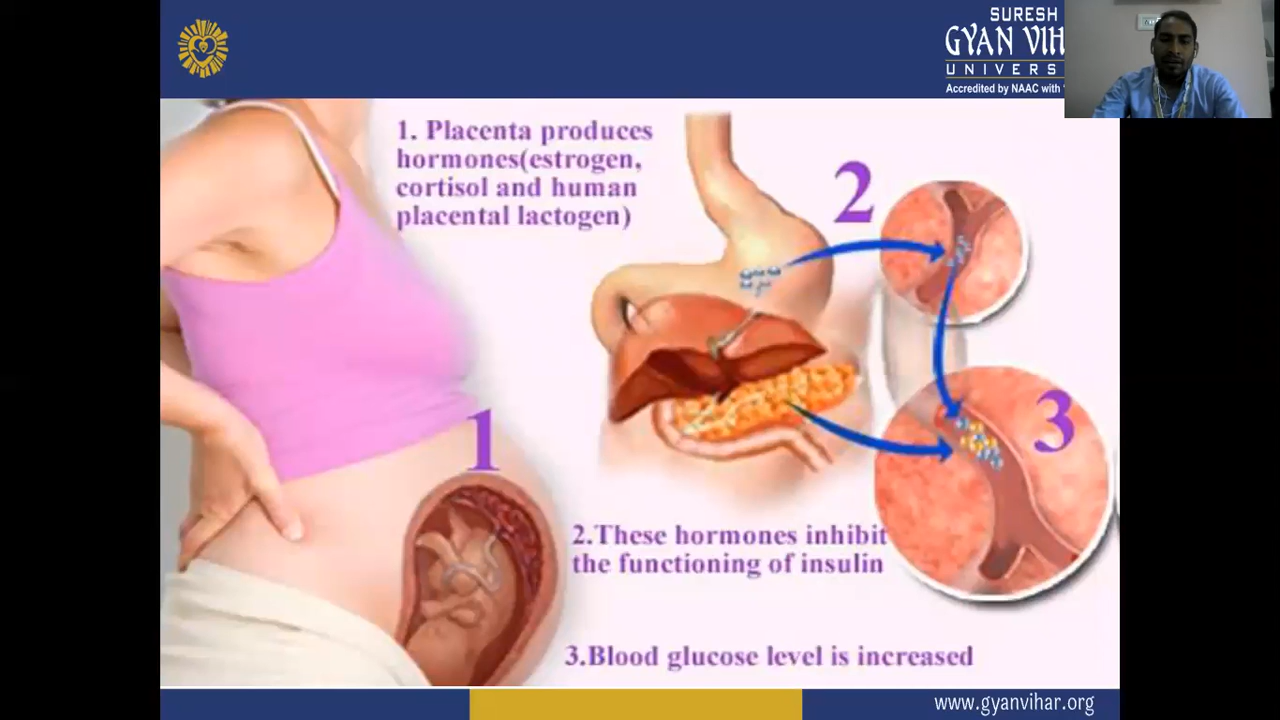 SURESH
GYAN VIH
UNIVERS
Accredited by NAAC with
1. Placenta produces
hormones(estrogen,
cortisol and human
placental lactogen)
2
3
1
2.These hormones inhibit
the functioning of insulin
3.Blood glucose level is increased
www.gyanvihar.org